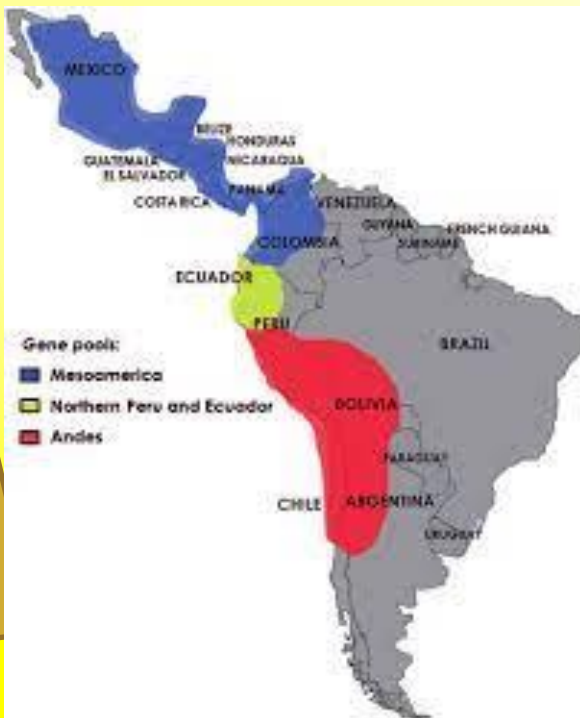 MEXICO
BELIZE
HONDURAS
GUATEMALA
NICARAGUA
EL SALVADOR
COSTA RICA
PANAMA
VENEZUELA
GUYANA
FRENCH GUIANA
SURINAME
COLOMBIA
ECUADOR
PERU
BRAZIL
Gene pools:
Mesoamerica
Northern Peru and Ecuador
Andes
BOLIVIA
PARAGUAY
CHILE
ARGENTINA
URUGUAY